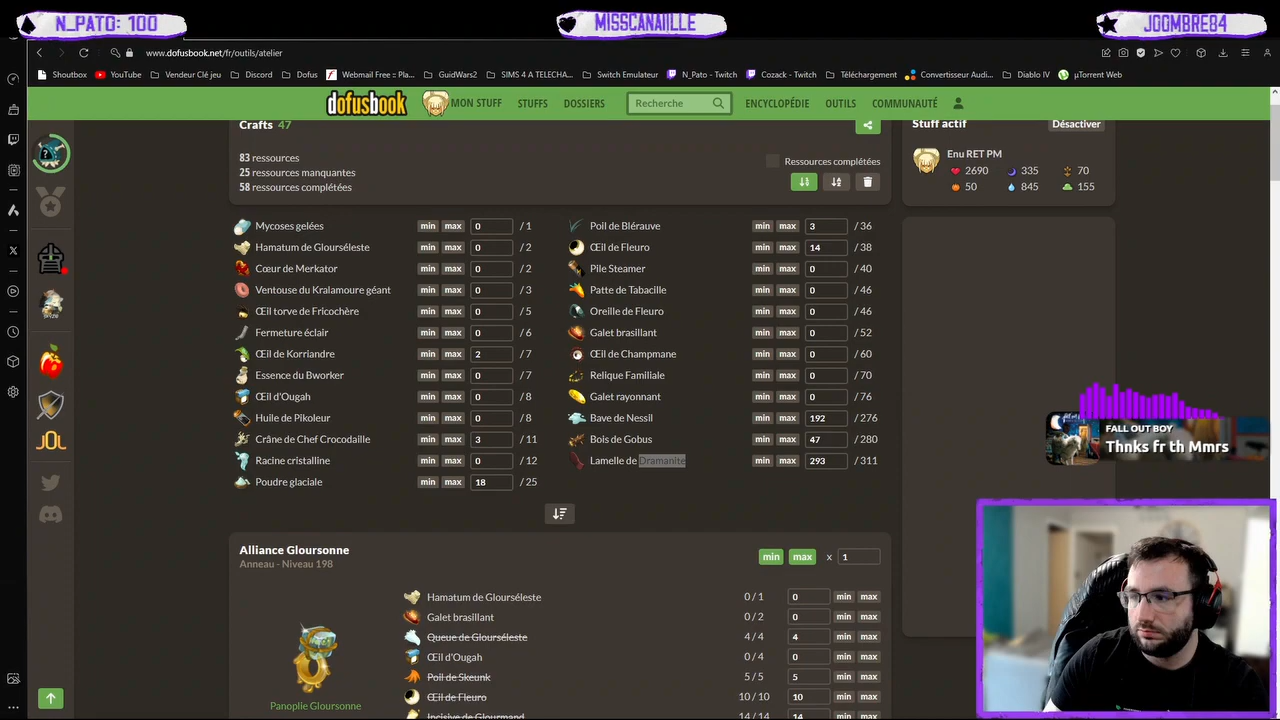 N_PATO: 100
MISSCANAIILLE
JOOMBRE84
www.dofusbook.net/fr/outils/atelier
Shoutbox YouTube Vendeur Clé jeu Discord Dofus Webmail Free :: Pla... GuidWars2 SIMS 4 A TELECHA... Switch Emulateur N_Pato - Twitch Cozack - Twitch Téléchargement Convertisseur Audi... Diablo IV µTorrent Web
dofusbook MON STUFF STUFFS DOSSIERS Recherche ENCYCLOPÉDIE OUTILS COMMUNAUTÉ
Crafts 47
83 ressources
25 ressources manquantes
58 ressources complétées
Ressources complétées
Stuff actif Désactiver
Enu RET PM
2690 335 70
50 845 155
Mycoses gelées min max 0 / 1
Hamatum de Glourséleste min max 0 / 2
Cœur de Merkator min max 0 / 2
Ventouse du Kralamoure géant min max 0 / 3
Œil torve de Fricochère min max 0 / 5
Fermeture éclair min max 0 / 6
Œil de Korriandre min max 2 / 7
Essence du Bworker min max 0 / 7
Œil d'Ougah min max 0 / 8
Huile de Pikoleur min max 0 / 8
Crâne de Chef Crocodaille min max 3 / 11
Racine cristalline min max 0 / 12
Poudre glaciale min max 18 / 25
Poil de Blérauve min max 3 / 36
Œil de Fleuro min max 14 / 38
Pile Steamer min max 0 / 40
Patte de Tabacille min max 0 / 46
Oreille de Fleuro min max 0 / 46
Galet brasillant min max 0 / 52
Œil de Champmane min max 0 / 60
Relique Familiale min max 0 / 70
Galet rayonnant min max 0 / 76
Bave de Nessil min max 192 / 276
Bois de Gobus min max 47 / 280
Lamelle de Dramanite min max 293 / 311
Alliance Gloursonne
Anneau - Niveau 198
min max x 1
Panoplie Gloursonne
Hamatum de Glourséleste 0 / 1 0 min max
Galet brasillant 0 / 2 0 min max
Queue de Glourséleste 4 / 4 4 min max
Œil d'Ougah 0 / 4 0 min max
Poil de Skeunk 5 / 5 5 min max
Œil de Fleuro 10 / 10 10 min max
Incisive de Gourmand 14 / 14 14 min max
FALL OUT BOY
Thnks fr th Mmrs
JOL